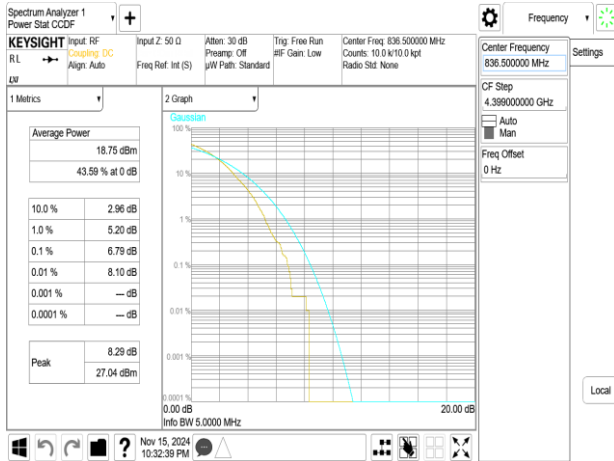 Spectrum Analyzer 1
Power Stat CCDF
KEYSIGHT
RL
Input: RF
Coupling: DC
Align: Auto
Input Z: 50 Ω
Freq Ref: Int (S)
Atten: 30 dB
Preamp: Off
µW Path: Standard
Trig: Free Run
#IF Gain: Low
Center Freq: 836.500000 MHz
Counts: 10.0 k/10.0 kpt
Radio Std: None
1 Metrics
Average Power
18.75 dBm
43.59 % at 0 dB
10.0 % 2.96 dB
1.0 % 5.20 dB
0.1 % 6.79 dB
0.01 % 8.10 dB
0.001 % --- dB
0.0001 % --- dB
Peak 8.29 dB
27.04 dBm
2 Graph
Gaussian
100 %
10 %
1 %
0.1 %
0.01 %
0.001 %
0.0001 %
0.00 dB 20.00 dB
Info BW 5.0000 MHz
Nov 15, 2024
10:32:39 PM
Frequency
Center Frequency
836.500000 MHz
CF Step
4.399000000 GHz
Auto
Man
Freq Offset
0 Hz
Settings
Local